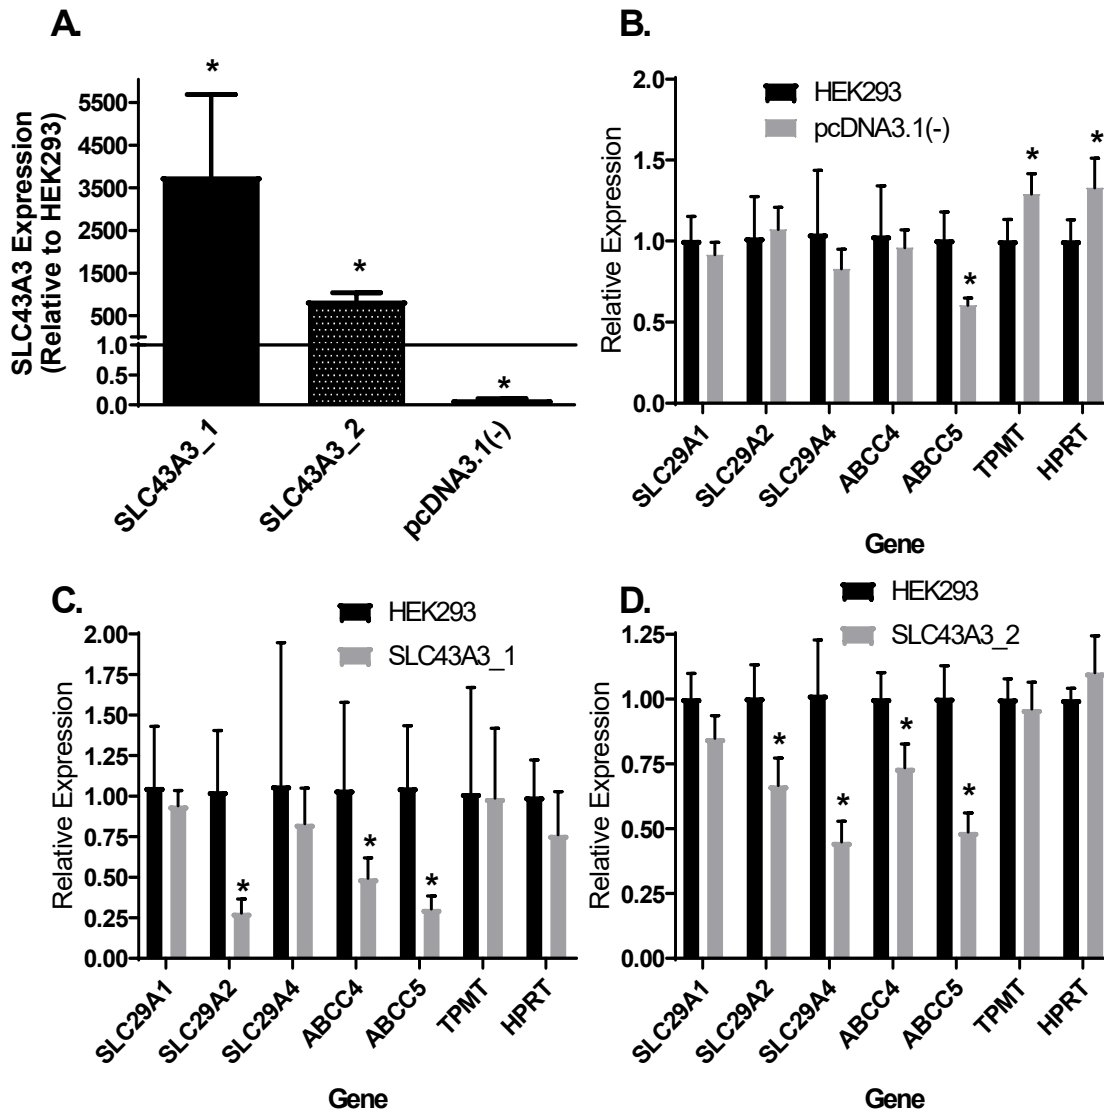 A.
SLC43A3 Expression
(Relative to HEK293)
*
*
*
5500
4500
3500
2500
1500
500
1.0
0.5
0.0
SLC43A3_1
SLC43A3_2
pcDNA3.1(-)
B.
HEK293
pcDNA3.1(-)
Relative Expression
2.0
1.5
1.0
0.5
0.0
*
*
*
SLC29A1
SLC29A2
SLC29A4
ABCC4
ABCC5
TPMT
HPRT
Gene
C.
HEK293
SLC43A3_1
Relative Expression
2.00
1.75
1.50
1.25
1.00
0.75
0.50
0.25
0.00
*
*
*
SLC29A1
SLC29A2
SLC29A4
ABCC4
ABCC5
TPMT
HPRT
Gene
D.
HEK293
SLC43A3_2
Relative Expression
1.25
1.00
0.75
0.50
0.25
0.00
*
*
*
*
SLC29A1
SLC29A2
SLC29A4
ABCC4
ABCC5
TPMT
HPRT
Gene